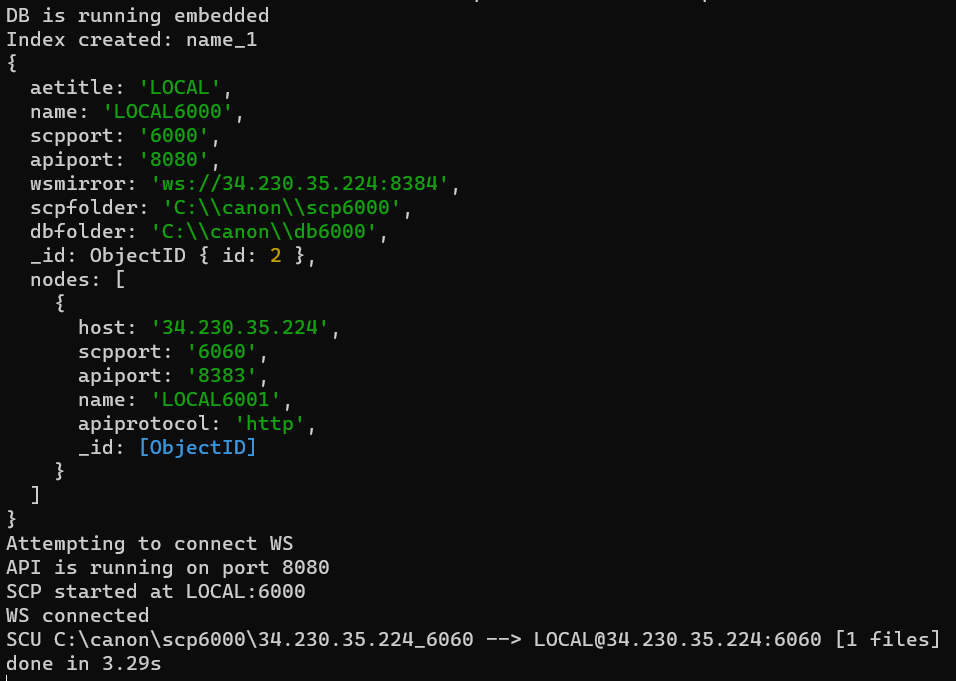 DB is running embedded
Index created: name_1
{
  aetitle: 'LOCAL',
  name: 'LOCAL6000',
  scpport: '6000',
  apiport: '8080',
  wsmirror: 'ws://34.230.35.224:8384',
  scpfolder: 'C:\\canon\\scp6000',
  dbfolder: 'C:\\canon\\db6000',
  _id: ObjectID { id: 2 },
  nodes: [
    {
      host: '34.230.35.224',
      scpport: '6060',
      apiport: '8383',
      name: 'LOCAL6001',
      apiprotocol: 'http',
      _id: [ObjectID]
    }
  ]
}
Attempting to connect WS
API is running on port 8080
SCP started at LOCAL:6000
WS connected
SCU C:\canon\scp6000\34.230.35.224_6060 --> LOCAL@34.230.35.224:6060 [1 files]
done in 3.29s